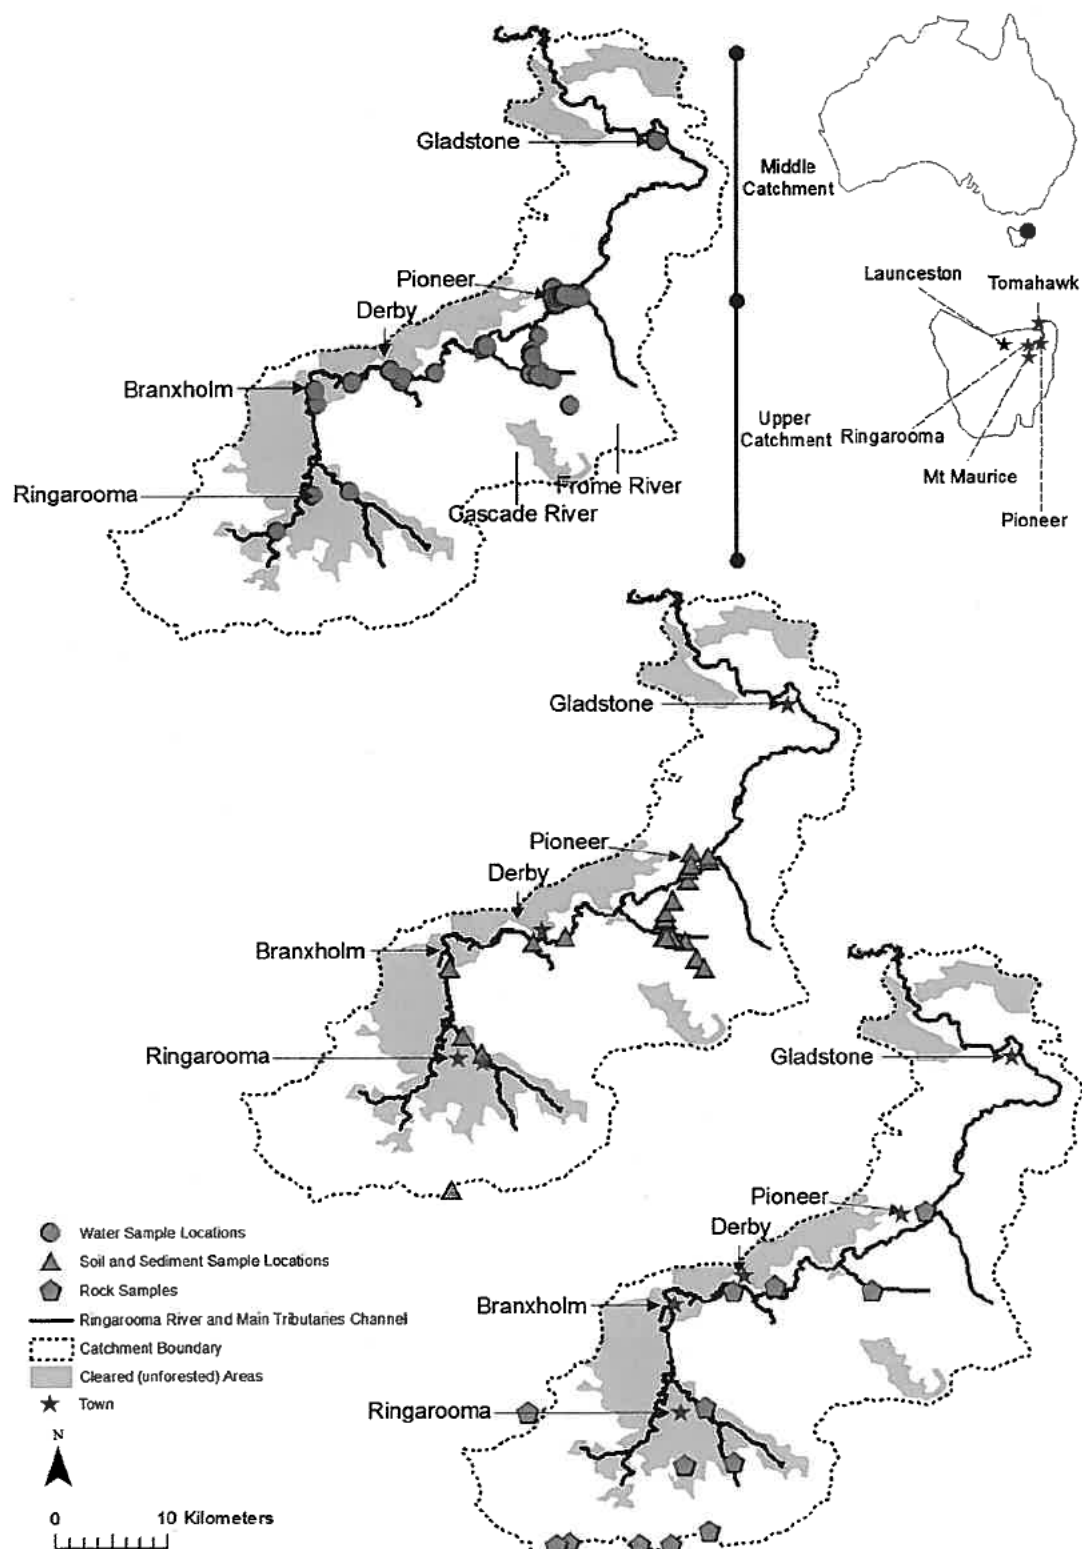 Gladstone
Middle
Catchment
Pioneer
Derby
Launceston
Tomahawk
Branxholm
Upper
Catchment
Ringarooma
Mt Maurice
Pioneer
Ringarooma
Frome River
Cascade River
Gladstone
Pioneer
Derby
Branxholm
Ringarooma
Gladstone
Pioneer
Derby
Branxholm
Ringarooma
Water Sample Locations
Soil and Sediment Sample Locations
Rock Samples
Ringarooma River and Main Tributaries Channel
Catchment Boundary
Cleared (unforested) Areas
Town
N
0 10 Kilometers